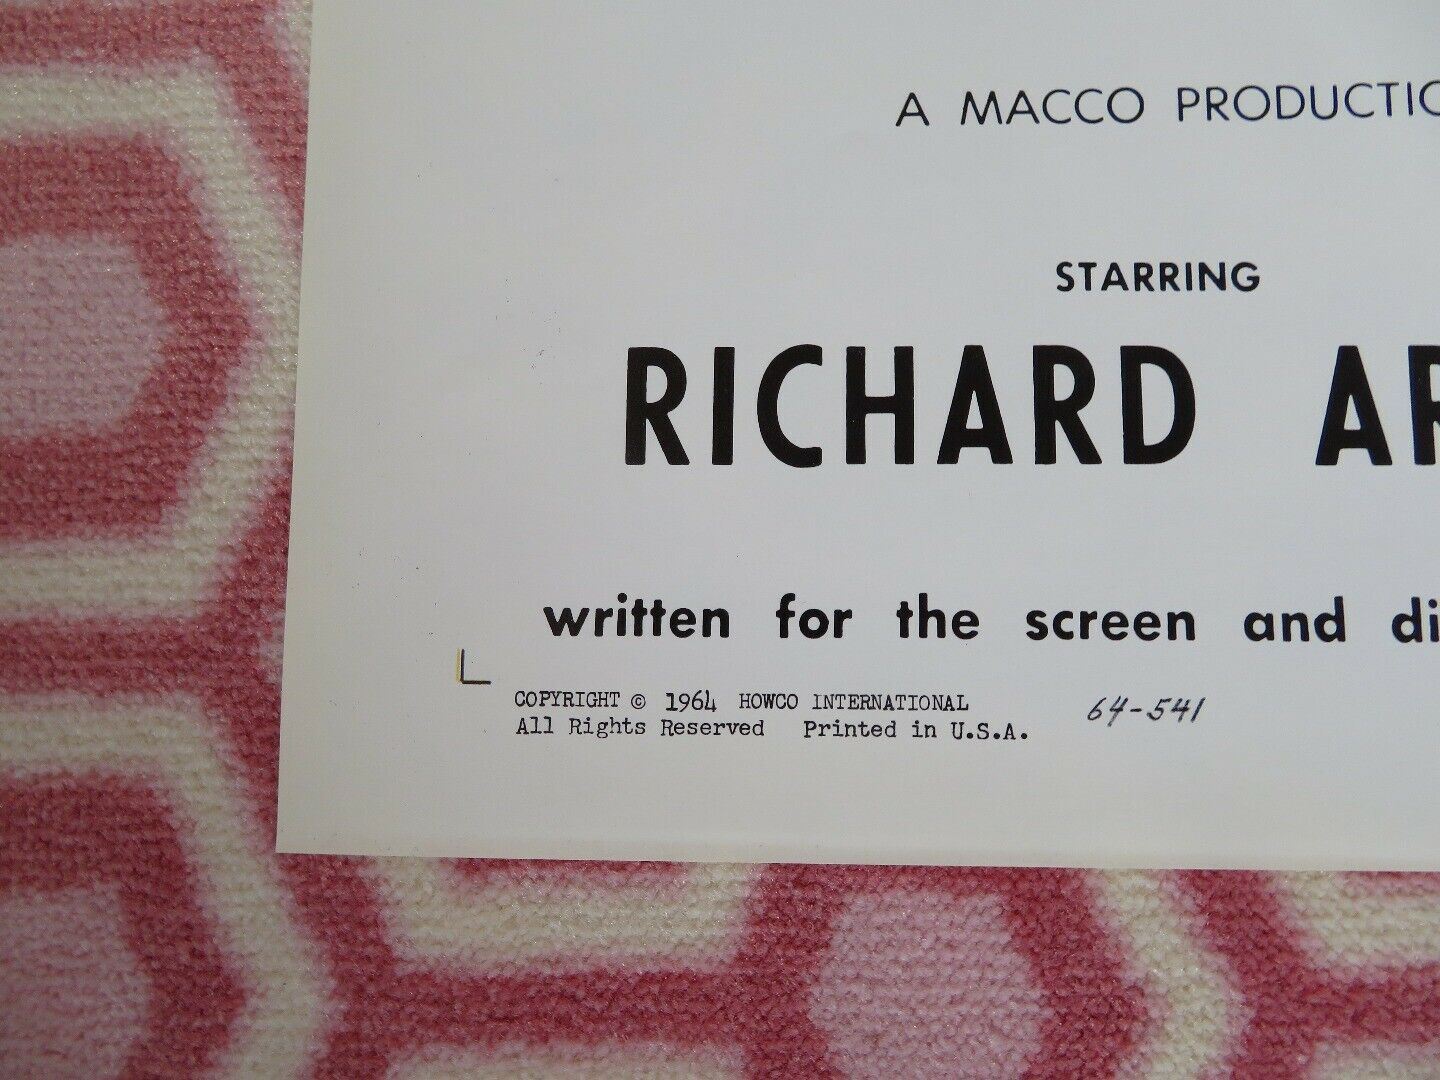 A MACCO PRODUCTIO
STARRING
RICHARD AR
written for the screen and di
COPYRIGHT © 1964 HOWCO INTERNATIONAL
All Rights Reserved Printed in U.S.A.
64-541